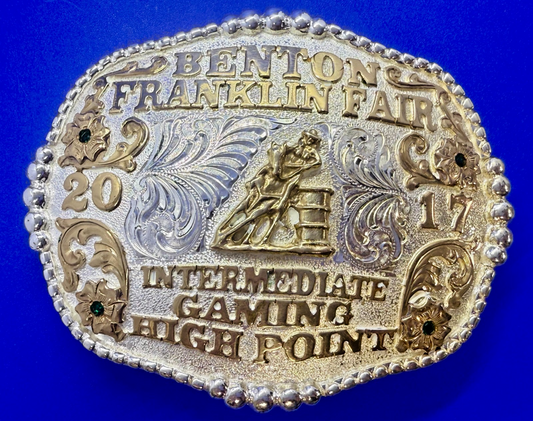 BENTON
FRANKLIN FAIR
20 17
INTERMEDIATE
GAMING
HIGH POINT